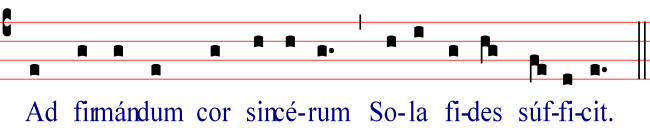 Ad firmándum cor sincé-rum So-la fi-des súf-fi-cit.